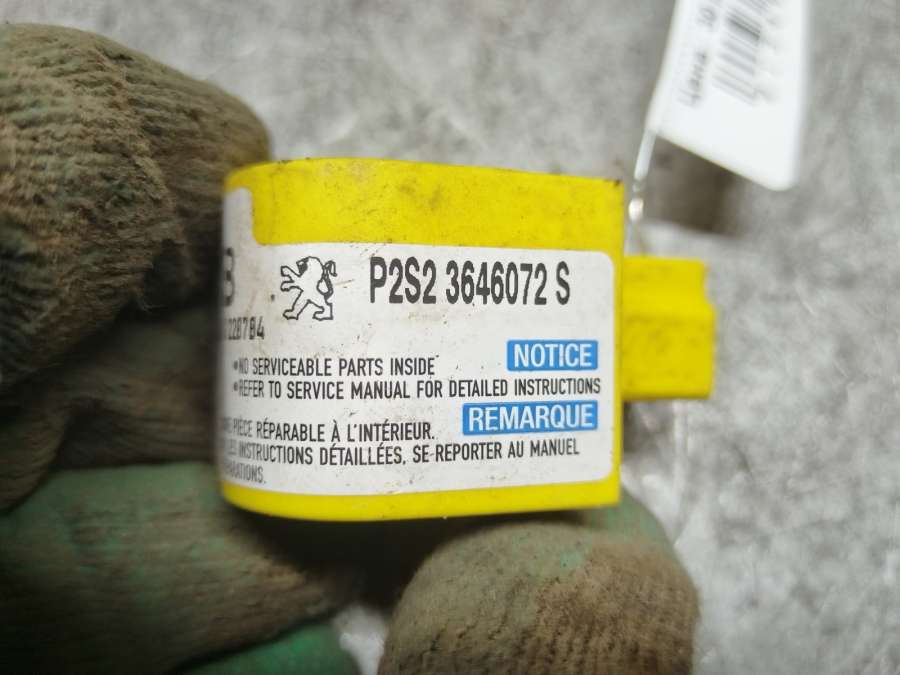 P2S2 3646072 S
NOTICE
•NO SERVICEABLE PARTS INSIDE
•REFER TO SERVICE MANUAL FOR DETAILED INSTRUCTIONS
REMARQUE
PIÈCE RÉPARABLE À L'INTÉRIEUR.
INSTRUCTIONS DÉTAILLÉES, SE REPORTER AU MANUEL
Цена: